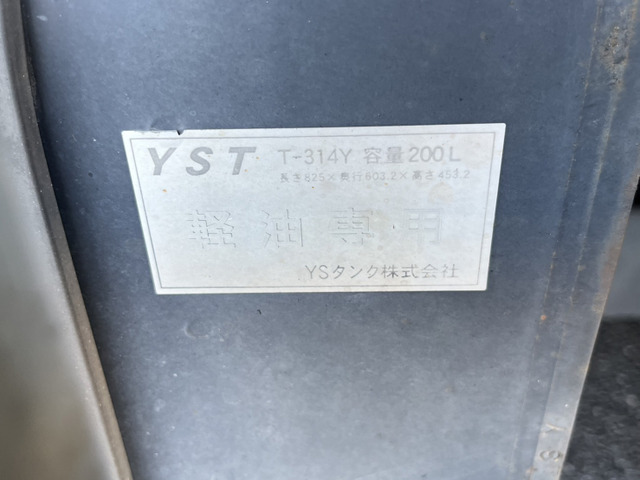 YST T-314Y 容量200L
長さ825×奥行603.2×高さ453.2
軽油専用
YSタンク株式会社